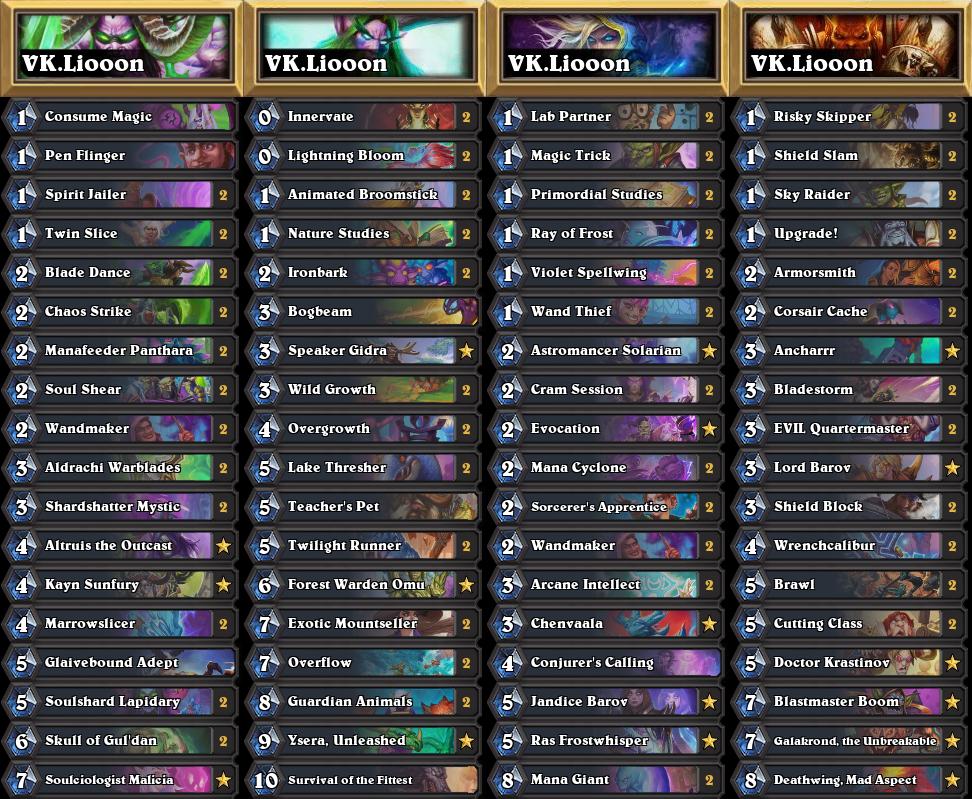 VK.Liooon
1 Consume Magic
1 Pen Flinger
1 Spirit Jailer 2
1 Twin Slice 2
2 Blade Dance 2
2 Chaos Strike 2
2 Manafeeder Panthara 2
2 Soul Shear 2
2 Wandmaker 2
3 Aldrachi Warblades 2
3 Shardshatter Mystic 2
4 Altruis the Outcast
4 Kayn Sunfury
4 Marrowslicer 2
5 Glaivebound Adept
5 Soulshard Lapidary 2
6 Skull of Gul'dan 2
7 Soulciologist Malicia
VK.Liooon
0 Innervate 2
0 Lightning Bloom 2
1 Animated Broomstick 2
1 Nature Studies 2
2 Ironbark 2
3 Bogbeam
3 Speaker Gidra
3 Wild Growth 2
4 Overgrowth 2
5 Lake Thresher 2
5 Teacher's Pet
5 Twilight Runner 2
6 Forest Warden Omu
7 Exotic Mountseller 2
7 Overflow 2
8 Guardian Animals 2
9 Ysera, Unleashed
10 Survival of the Fittest
VK.Liooon
1 Lab Partner 2
1 Magic Trick 2
1 Primordial Studies 2
1 Ray of Frost 2
1 Violet Spellwing 2
1 Wand Thief 2
2 Astromancer Solarian
2 Cram Session 2
2 Evocation
2 Mana Cyclone 2
2 Sorcerer's Apprentice 2
2 Wandmaker 2
3 Arcane Intellect 2
3 Chenvaala
4 Conjurer's Calling
5 Jandice Barov
5 Ras Frostwhisper
8 Mana Giant 2
VK.Liooon
1 Risky Skipper 2
1 Shield Slam 2
1 Sky Raider 2
1 Upgrade! 2
2 Armorsmith 2
2 Corsair Cache 2
3 Ancharrr
3 Bladestorm 2
3 EVIL Quartermaster 2
3 Lord Barov
3 Shield Block 2
4 Wrenchcalibur 2
5 Brawl 2
5 Cutting Class 2
5 Doctor Krastinov
7 Blastmaster Boom
7 Galakrond, the Unbreakable
8 Deathwing, Mad Aspect